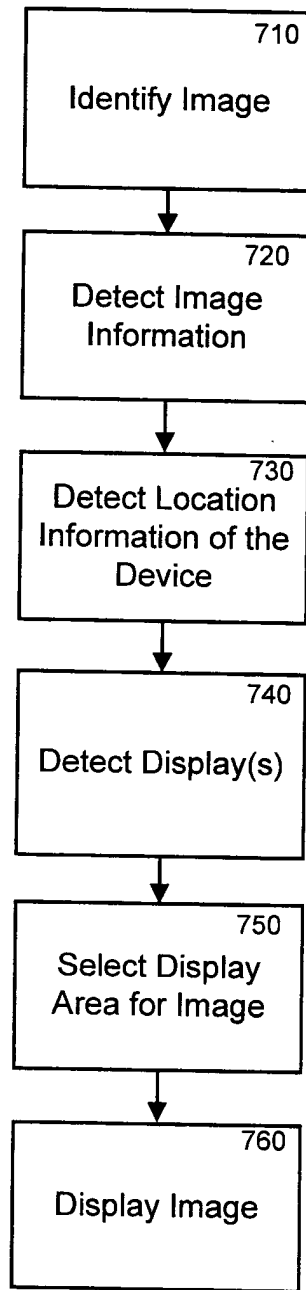 710
Identify Image
720
Detect Image
Information
730
Detect Location
Information of the
Device
740
Detect Display(s)
750
Select Display
Area for Image
760
Display Image